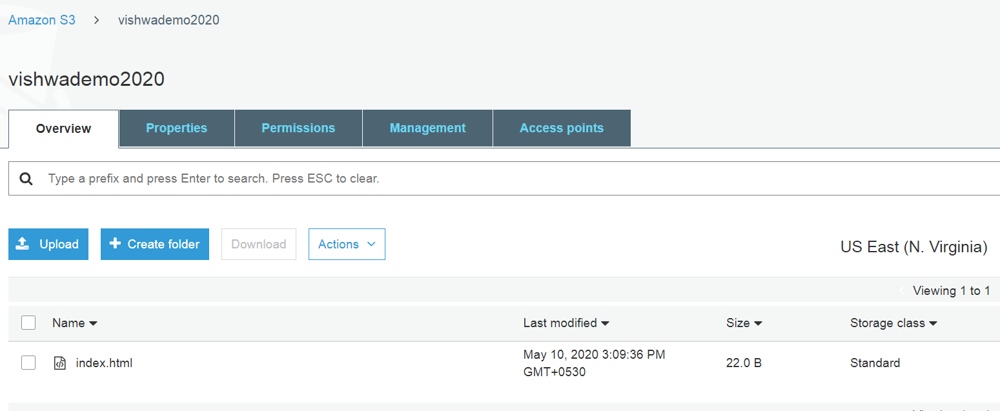 Amazon S3 > vishwademo2020
vishwademo2020
Overview Properties Permissions Management Access points
Type a prefix and press Enter to search. Press ESC to clear.
Upload Create folder Download Actions
US East (N. Virginia)
Viewing 1 to 1
Name Last modified Size Storage class
index.html May 10, 2020 3:09:36 PM GMT+0530 22.0 B Standard